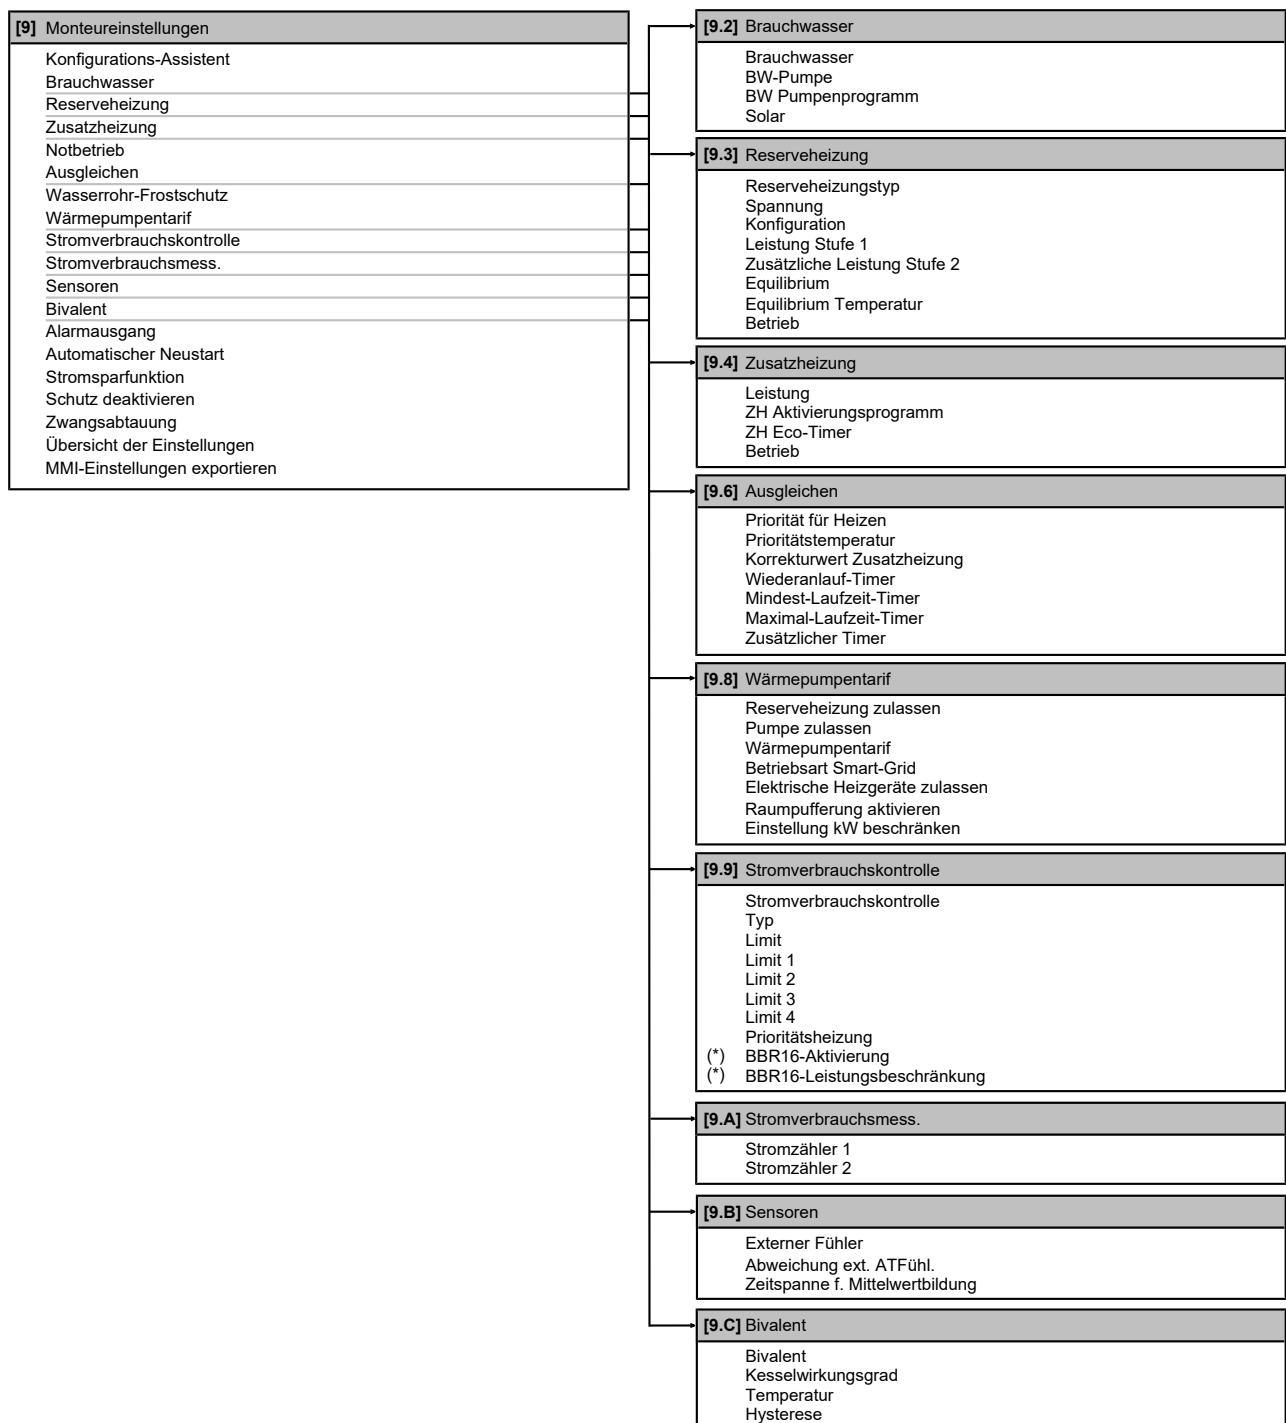 [9] Monteureinstellungen
Konfigurations-Assistent
Brauchwasser
Reserveheizung
Zusatzheizung
Notbetrieb
Ausgleichen
Wasserrohr-Frostschutz
Wärmepumpentarif
Stromverbrauchskontrolle
Stromverbrauchsmess.
Sensoren
Bivalent
Alarmausgang
Automatischer Neustart
Stromsparfunktion
Schutz deaktivieren
Zwangsabtauung
Übersicht der Einstellungen
MMI-Einstellungen exportieren
[9.2] Brauchwasser
Brauchwasser
BW-Pumpe
BW Pumpenprogramm
Solar
[9.3] Reserveheizung
Reserveheizungstyp
Spannung
Konfiguration
Leistung Stufe 1
Zusätzliche Leistung Stufe 2
Equilibrium
Equilibrium Temperatur
Betrieb
[9.4] Zusatzheizung
Leistung
ZH Aktivierungsprogramm
ZH Eco-Timer
Betrieb
[9.6] Ausgleichen
Priorität für Heizen
Prioritätstemperatur
Korrekturwert Zusatzheizung
Wiederanlauf-Timer
Mindest-Laufzeit-Timer
Maximal-Laufzeit-Timer
Zusätzlicher Timer
[9.8] Wärmepumpentarif
Reserveheizung zulassen
Pumpe zulassen
Wärmepumpentarif
Betriebsart Smart-Grid
Elektrische Heizgeräte zulassen
Raumpufferung aktivieren
Einstellung kW beschränken
[9.9] Stromverbrauchskontrolle
Stromverbrauchskontrolle
Typ
Limit
Limit 1
Limit 2
Limit 3
Limit 4
Prioritätsheizung
(*) BBR16-Aktivierung
(*) BBR16-Leistungsbeschränkung
[9.A] Stromverbrauchsmess.
Stromzähler 1
Stromzähler 2
[9.B] Sensoren
Externer Fühler
Abweichung ext. ATFühl.
Zeitspanne f. Mittelwertbildung
[9.C] Bivalent
Bivalent
Kesselwirkungsgrad
Temperatur
Hysterese